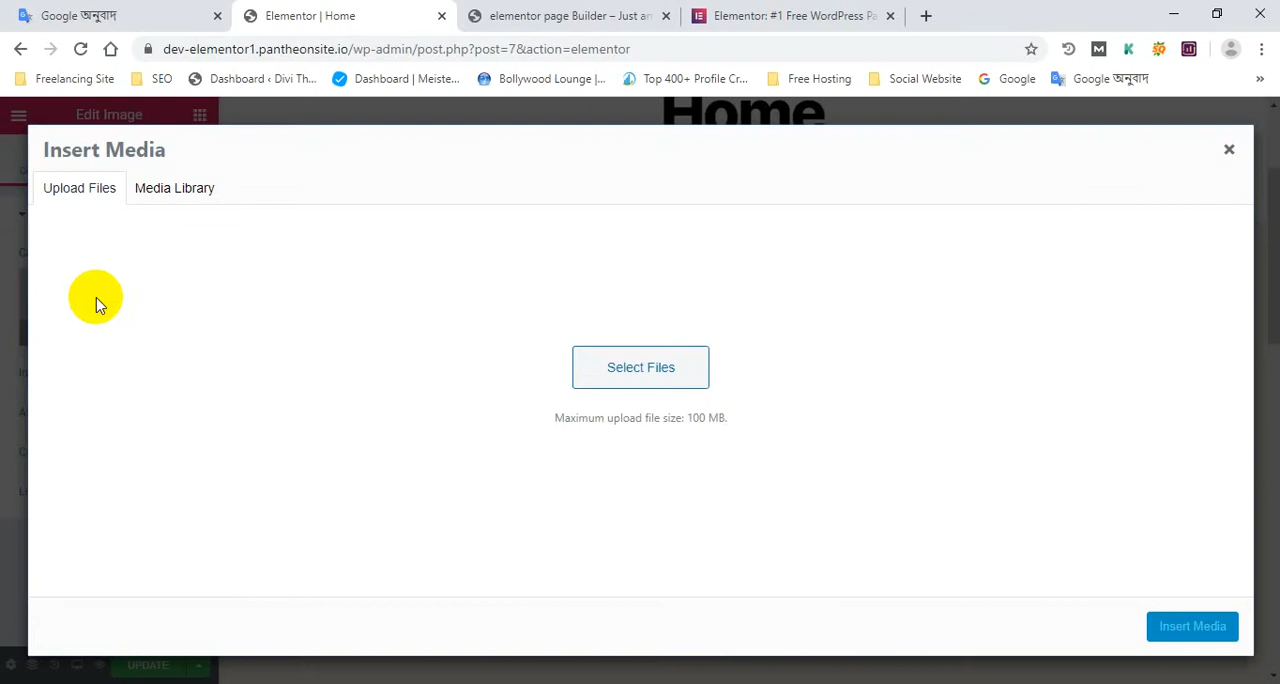 Google অনুবাদ
Elementor | Home
elementor page Builder – Just an
Elementor: #1 Free WordPress Pa
dev-elementor1.pantheonsite.io/wp-admin/post.php?post=7&action=elementor
Freelancing Site
SEO
Dashboard ‹ Divi Th...
Dashboard | Meiste...
Bollywood Lounge |...
Top 400+ Profile Cr...
Free Hosting
Social Website
Google
Google অনুবাদ
»
Edit Image
Home
Insert Media
Upload Files
Media Library
Select Files
Maximum upload file size: 100 MB.
Insert Media
UPDATE